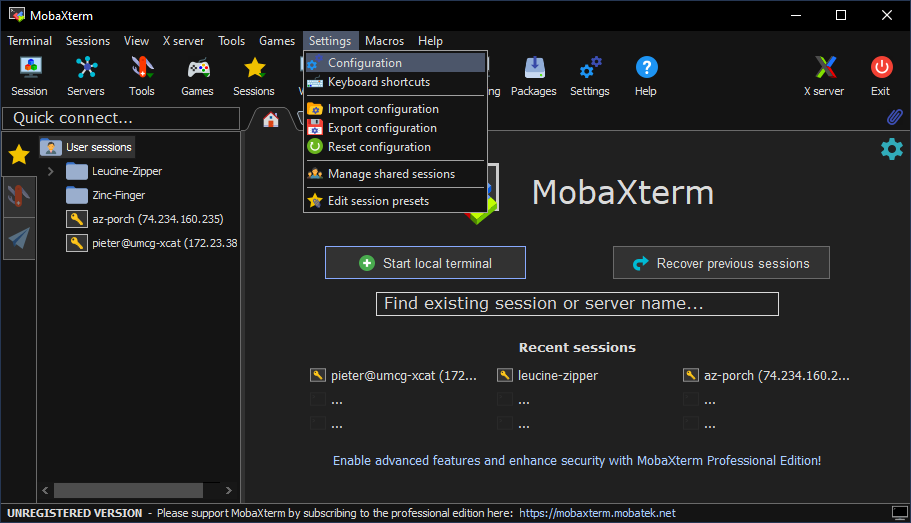 MobaXterm
Terminal Sessions View X server Tools Games Settings Macros Help
Session Servers Tools Games Sessions Packages Settings Help X server Exit
Configuration
Keyboard shortcuts
Import configuration
Export configuration
Reset configuration
Manage shared sessions
Edit session presets
Quick connect...
User sessions
Leucine-Zipper
Zinc-Finger
az-porch (74.234.160.235)
pieter@umcg-xcat (172.23.38
MobaXterm
Start local terminal Recover previous sessions
Find existing session or server name...
Recent sessions
pieter@umcg-xcat (172... leucine-zipper az-porch (74.234.160.2...
... ... ...
... ... ...
Enable advanced features and enhance security with MobaXterm Professional Edition!
UNREGISTERED VERSION - Please support MobaXterm by subscribing to the professional edition here: https://mobaxterm.mobatek.net